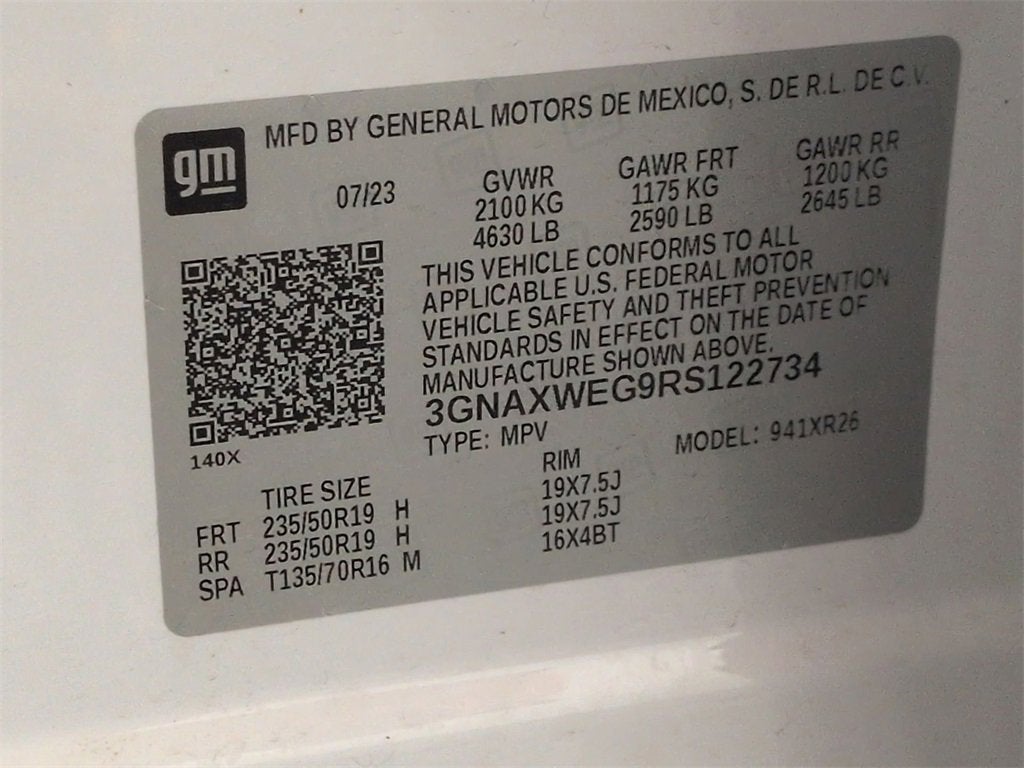 MFD BY GENERAL MOTORS DE MEXICO, S. DE R.L. DE C.V.
gm
07/23
GVWR GAWR FRT GAWR RR
2100 KG 1175 KG 1200 KG
4630 LB 2590 LB 2645 LB
THIS VEHICLE CONFORMS TO ALL
APPLICABLE U.S. FEDERAL MOTOR
VEHICLE SAFETY AND THEFT PREVENTION
STANDARDS IN EFFECT ON THE DATE OF
MANUFACTURE SHOWN ABOVE.
3GNAXWEG9RS122734
TYPE: MPV MODEL: 941XR26
140X
TIRE SIZE RIM
FRT 235/50R19 H 19X7.5J
RR 235/50R19 H 19X7.5J
SPA T135/70R16 M 16X4BT